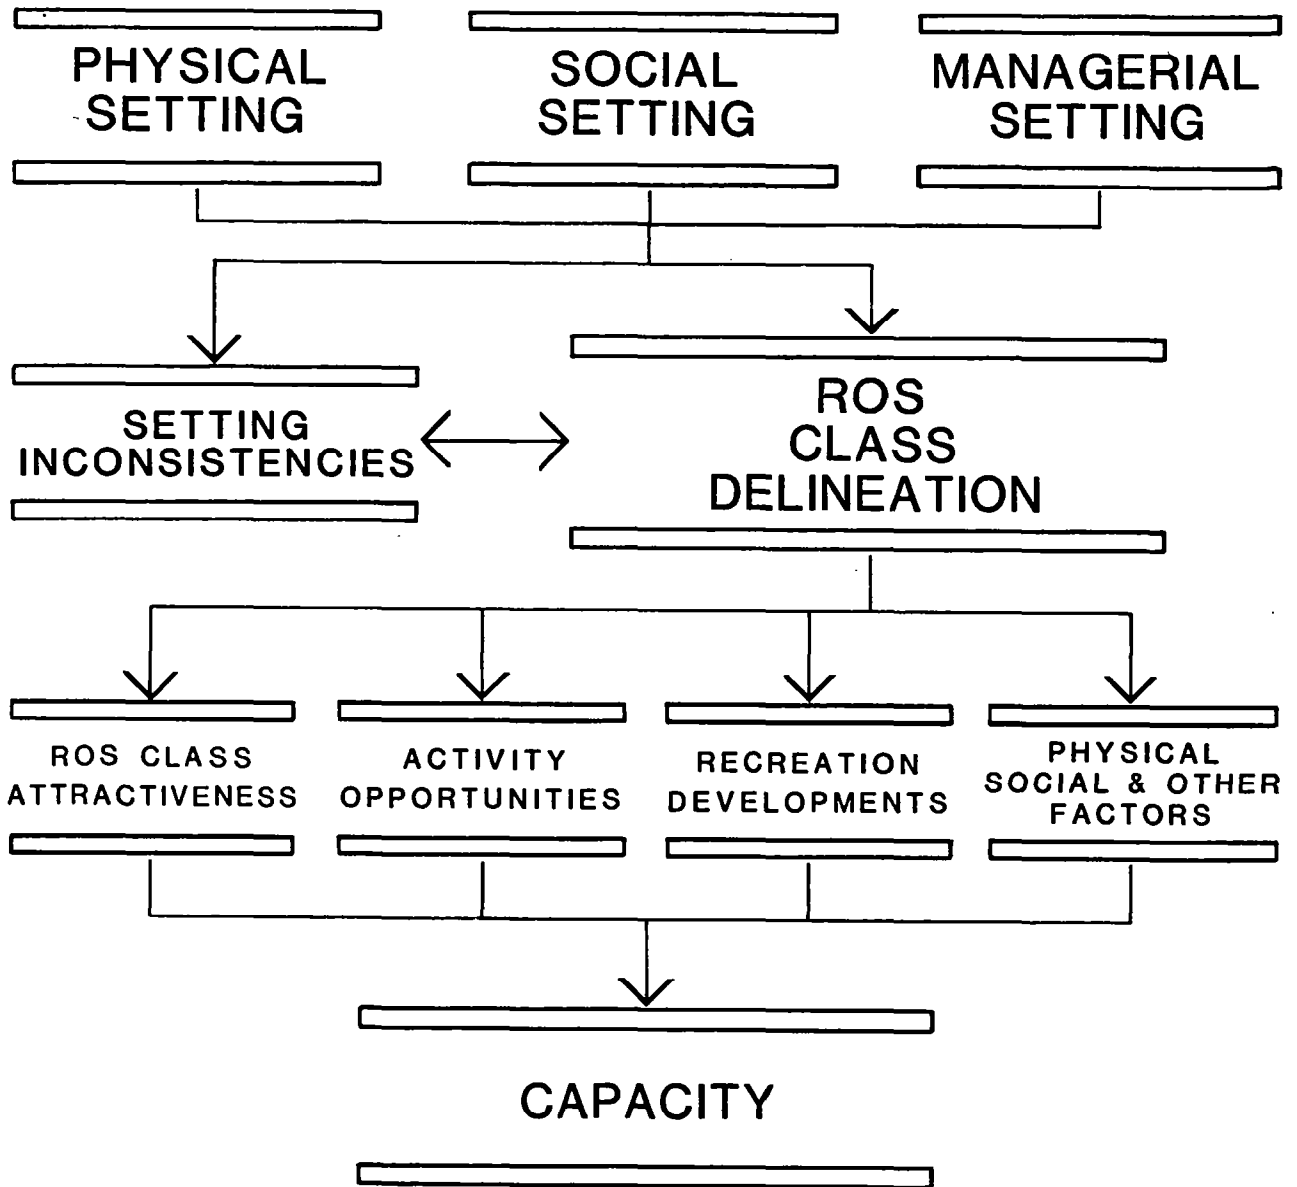 PHYSICAL
SETTING
SOCIAL
SETTING
MANAGERIAL
SETTING
SETTING
INCONSISTENCIES
ROS
CLASS
DELINEATION
ROS CLASS
ATTRACTIVENESS
ACTIVITY
OPPORTUNITIES
RECREATION
DEVELOPMENTS
PHYSICAL
SOCIAL & OTHER
FACTORS
CAPACITY